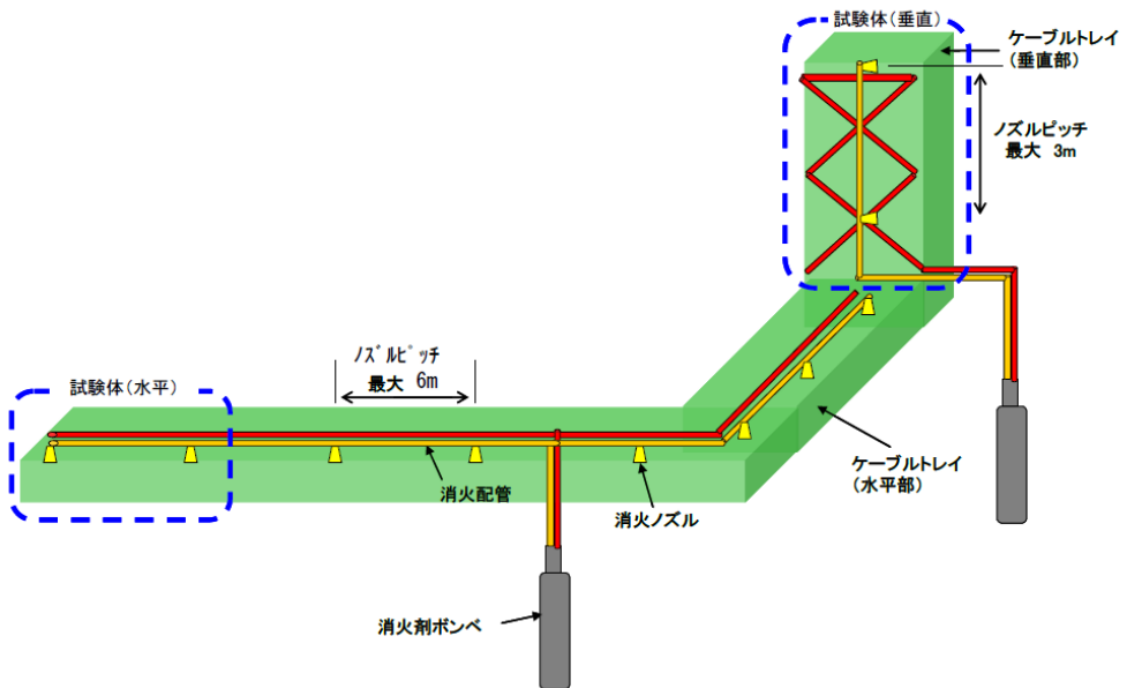 試験体(垂直)
ケーブルトレイ
(垂直部)
ノズルピッチ
最大 3m
ノズルピッチ
最大 6m
試験体(水平)
消火配管
消火ノズル
ケーブルトレイ
(水平部)
消火剤ボンベ